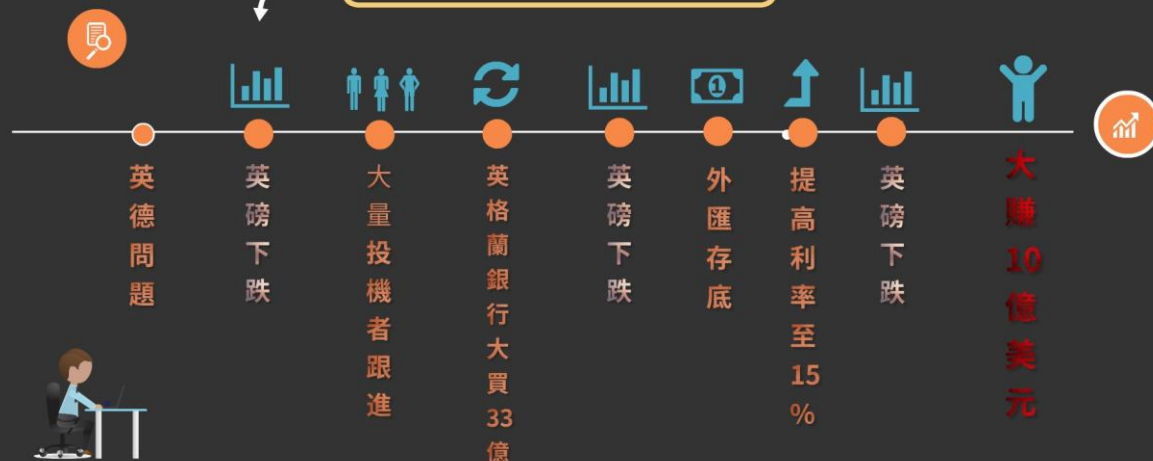 英德問題
英磅下跌
大量投機者跟進
英格蘭銀行大買33億
英磅下跌
1
外匯存底
提高利率至15%
英磅下跌
大賺10億美元